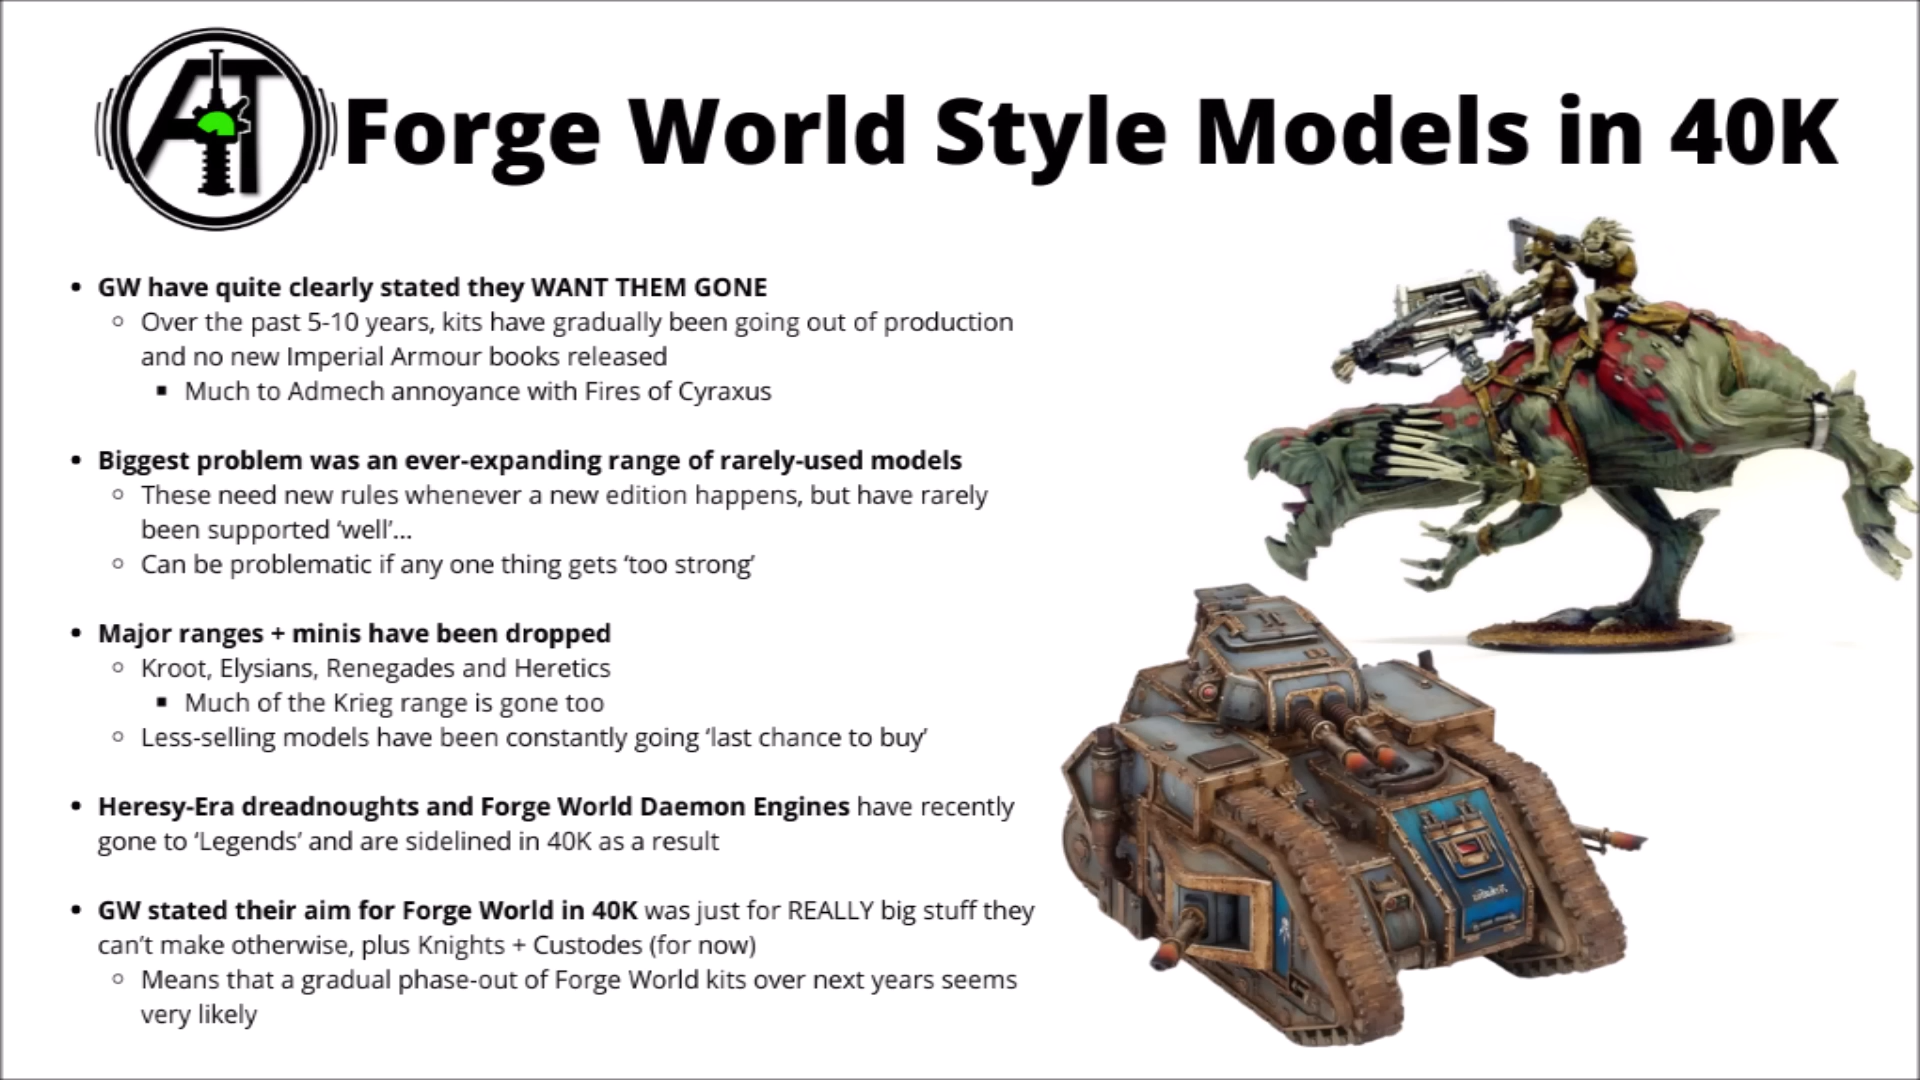 AT
Forge World Style Models in 40K
• GW have quite clearly stated they WANT THEM GONE
○ Over the past 5-10 years, kits have gradually been going out of production
and no new Imperial Armour books released
▪ Much to Admech annoyance with Fires of Cyraxus
• Biggest problem was an ever-expanding range of rarely-used models
○ These need new rules whenever a new edition happens, but have rarely
been supported ‘well’...
○ Can be problematic if any one thing gets ‘too strong’
• Major ranges + minis have been dropped
○ Kroot, Elysians, Renegades and Heretics
▪ Much of the Krieg range is gone too
○ Less-selling models have been constantly going ‘last chance to buy’
• Heresy-Era dreadnoughts and Forge World Daemon Engines have recently
gone to ‘Legends’ and are sidelined in 40K as a result
• GW stated their aim for Forge World in 40K was just for REALLY big stuff they
can’t make otherwise, plus Knights + Custodes (for now)
○ Means that a gradual phase-out of Forge World kits over next years seems
very likely